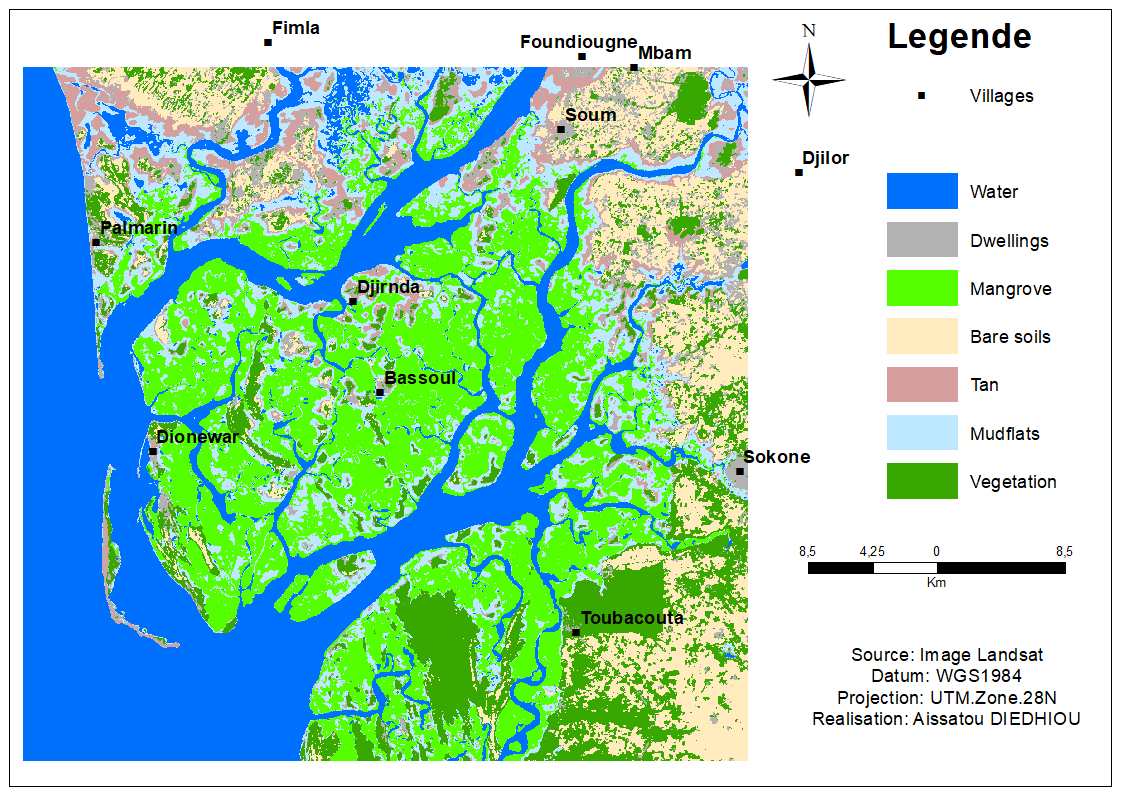 Fimla
Foundiougne
Mbam
N
Legende
Villages
Soum
Djilor
Water
Palmarin
Dwellings
Djirnda
Mangrove
Bare soils
Bassoul
Tan
Dionewar
Mudflats
Sokone
Vegetation
8,5 4,25 0 8,5
Km
Toubacouta
Source: Image Landsat
Datum: WGS1984
Projection: UTM.Zone.28N
Realisation: Aissatou DIEDHIOU